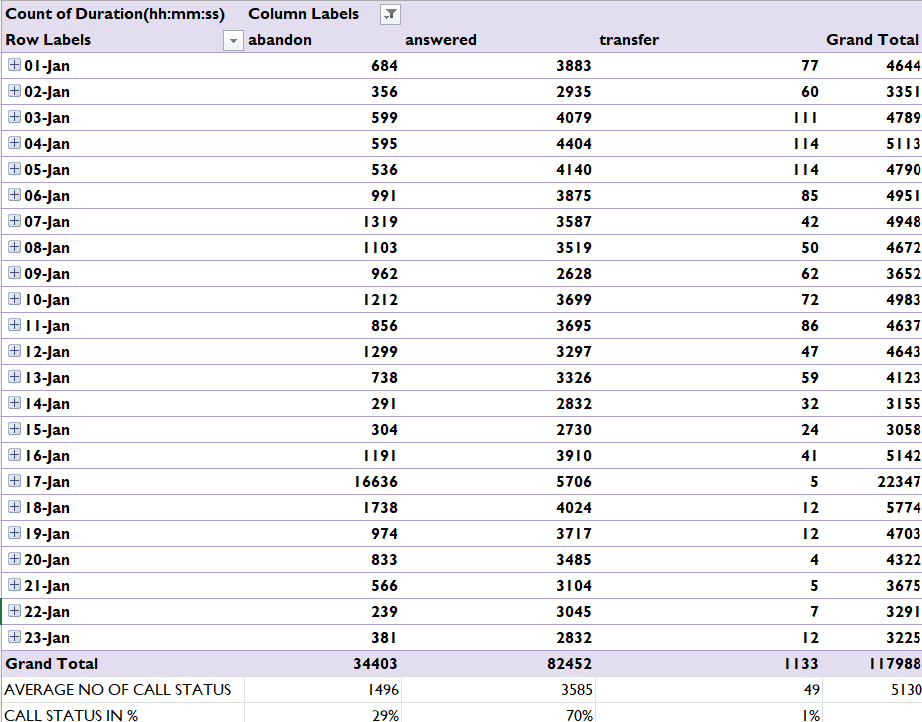 Count of Duration(hh:mm:ss) Column Labels
Row Labels abandon answered transfer Grand Total
01-Jan 684 3883 77 4644
02-Jan 356 2935 60 3351
03-Jan 599 4079 111 4789
04-Jan 595 4404 114 5113
05-Jan 536 4140 114 4790
06-Jan 991 3875 85 4951
07-Jan 1319 3587 42 4948
08-Jan 1103 3519 50 4672
09-Jan 962 2628 62 3652
10-Jan 1212 3699 72 4983
11-Jan 856 3695 86 4637
12-Jan 1299 3297 47 4643
13-Jan 738 3326 59 4123
14-Jan 291 2832 32 3155
15-Jan 304 2730 24 3058
16-Jan 1191 3910 41 5142
17-Jan 16636 5706 5 22347
18-Jan 1738 4024 12 5774
19-Jan 974 3717 12 4703
20-Jan 833 3485 4 4322
21-Jan 566 3104 5 3675
22-Jan 239 3045 7 3291
23-Jan 381 2832 12 3225
Grand Total 34403 82452 1133 117988
AVERAGE NO OF CALL STATUS 1496 3585 49 5130
CALL STATUS IN % 29% 70% 1%